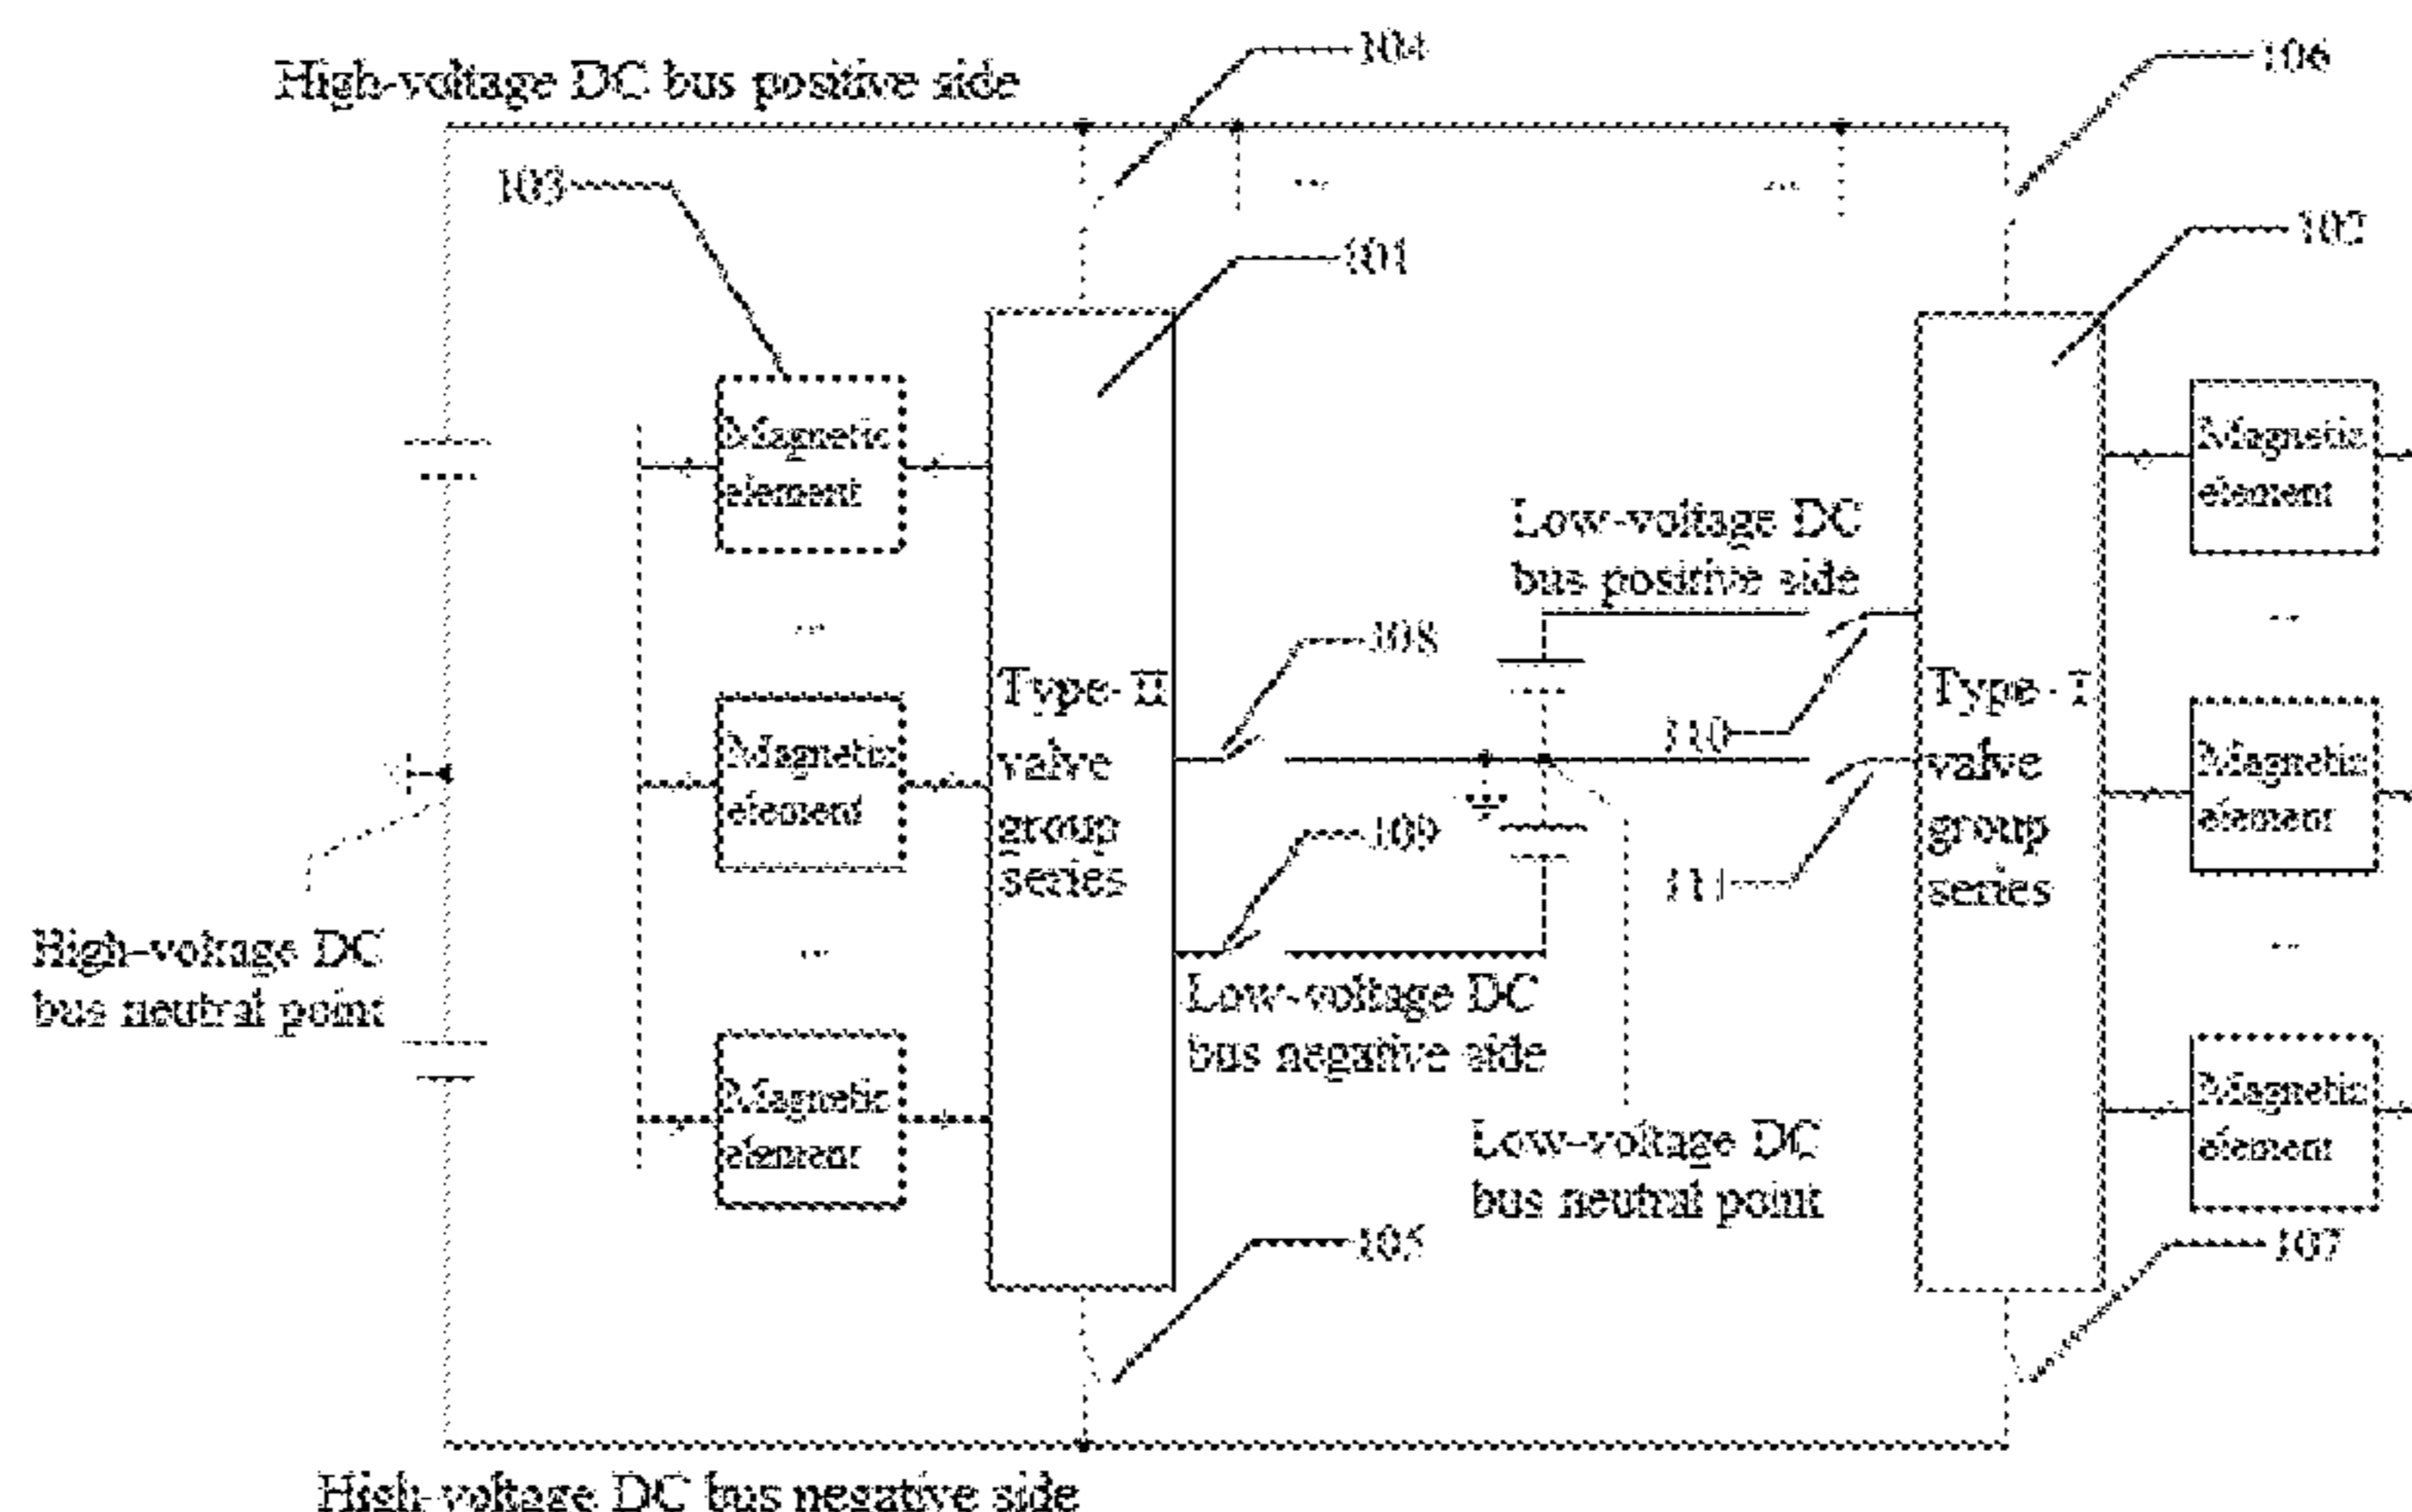 High-voltage DC bus positive side
104
106
103
102
101
Magnetic
element
Magnetic
element
Low-voltage DC
bus positive side
108
Type-II
valve
group
series
Type-I
valve
group
series
110
Magnetic
element
Magnetic
element
109
111
High-voltage DC
bus neutral point
Low-voltage DC
bus negative side
Magnetic
element
Magnetic
element
Low-voltage DC
bus neutral point
105
107
High-voltage DC bus negative side